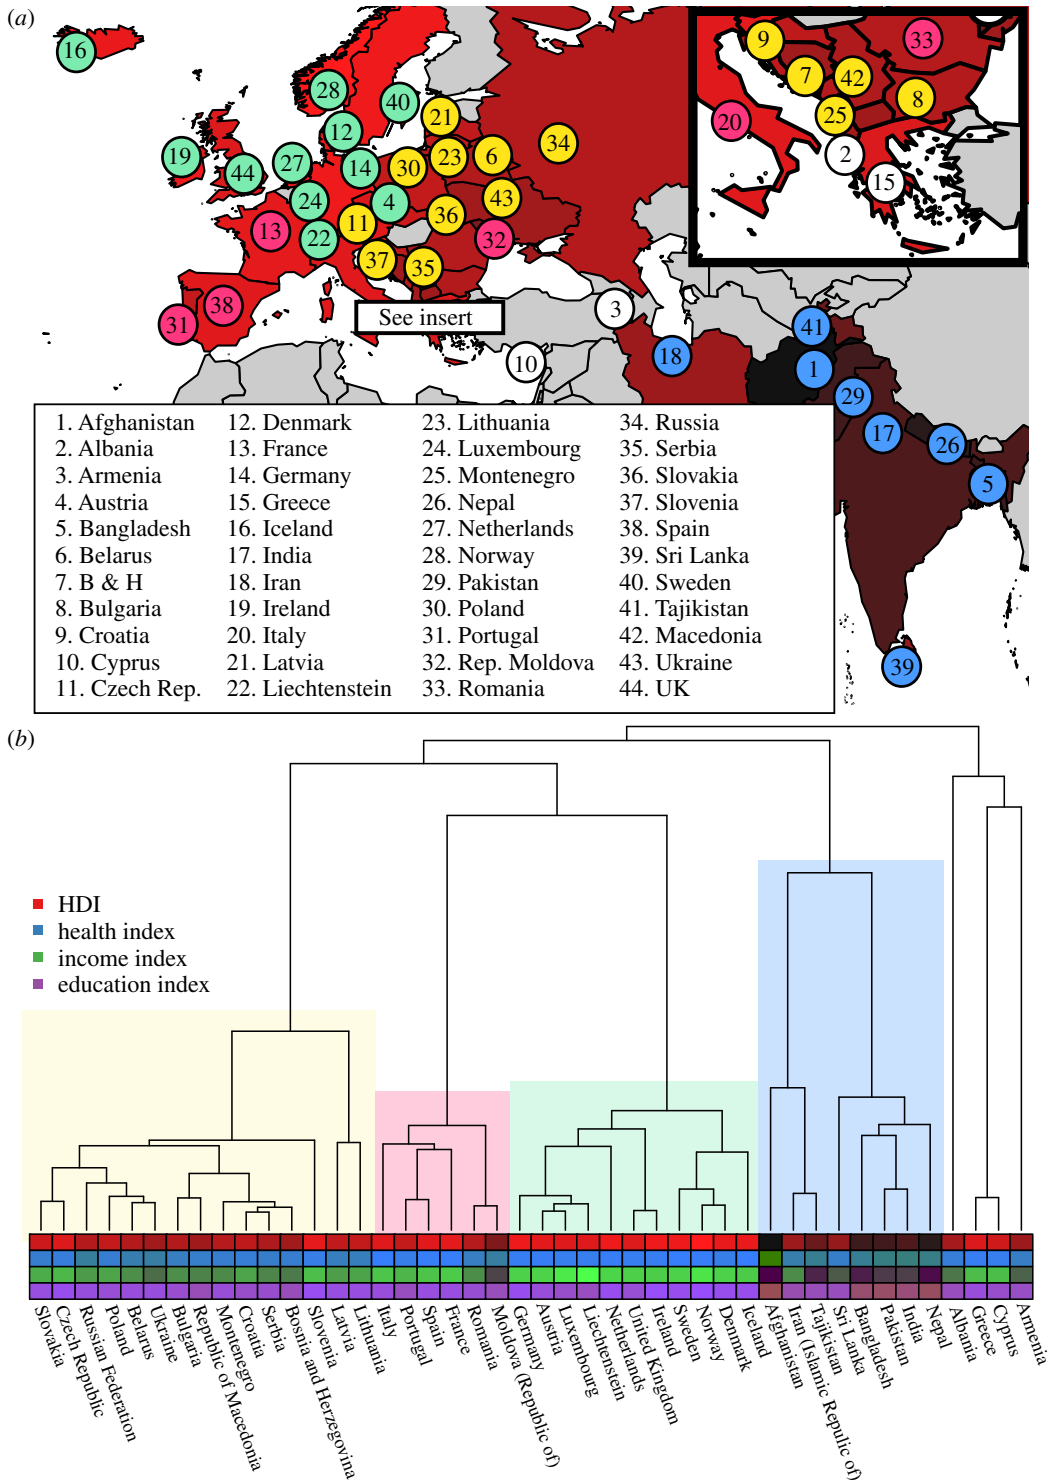 (a)
16
28
40
12
21
19
44
27
24
14
30
23
6
34
4
43
11
36
13
22
32
37
35
38
31
See insert
3
10
18
41
1
29
17
26
5
39
9
33
7
42
8
25
20
2
15
1. Afghanistan
2. Albania
3. Armenia
4. Austria
5. Bangladesh
6. Belarus
7. B & H
8. Bulgaria
9. Croatia
10. Cyprus
11. Czech Rep.
12. Denmark
13. France
14. Germany
15. Greece
16. Iceland
17. India
18. Iran
19. Ireland
20. Italy
21. Latvia
22. Liechtenstein
23. Lithuania
24. Luxembourg
25. Montenegro
26. Nepal
27. Netherlands
28. Norway
29. Pakistan
30. Poland
31. Portugal
32. Rep. Moldova
33. Romania
34. Russia
35. Serbia
36. Slovakia
37. Slovenia
38. Spain
39. Sri Lanka
40. Sweden
41. Tajikistan
42. Macedonia
43. Ukraine
44. UK
(b)
HDI
health index
income index
education index
Slovakia
Czech Republic
Russian Federation
Poland
Belarus
Ukraine
Bulgaria
Republic of Macedonia
Montenegro
Croatia
Serbia
Bosnia and Herzegovina
Slovenia
Latvia
Lithuania
Italy
Portugal
Spain
France
Romania
Moldova (Republic of)
Germany
Austria
Luxembourg
Liechtenstein
Netherlands
United Kingdom
Ireland
Sweden
Norway
Denmark
Iceland
Afghanistan
Iran (Islamic Repulic of)
Tajikistan
Sri Lanka
Bangladesh
Pakistan
India
Nepal
Albania
Greece
Cyprus
Armenia